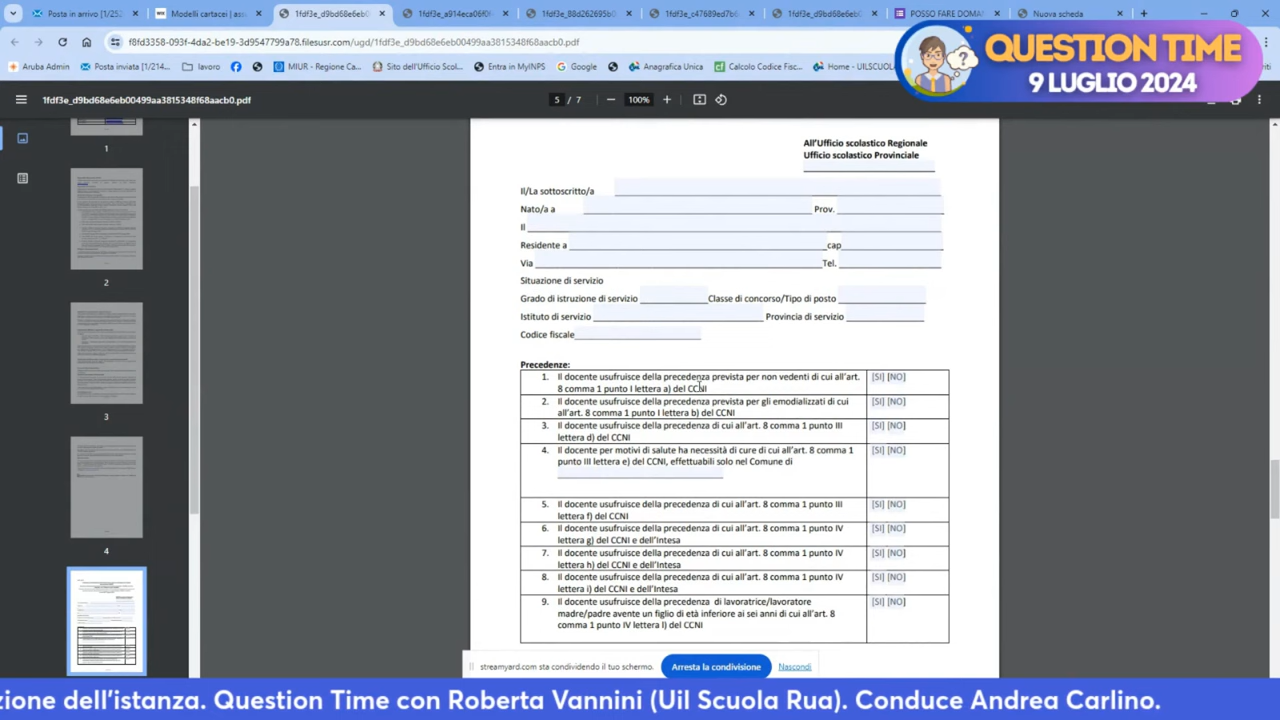 Posta in arrivo [1/252
Modelli cartacei | assi
1fdf3e_d9bd68e6eb0
1fdf3e_a914eca06f06
1fdf3e_88d262695b0
1fdf3e_c47689ed7b6
1fdf3e_d9bd68e6eb0
POSSO FARE DOMAN
Nuova scheda
f8fd3358-093f-4da2-be19-3d9547799a78.filesusr.com/ugd/1fdf3e_d9bd68e6eb00499aa3815348f68aacb0.pdf
Aruba Admin
Posta inviata [1/214...
lavoro
MIUR - Regione Ca...
Sito dell'Ufficio Scol...
Entra in MyINPS
Google
Anagrafica Unica
Calcolo Codice Fisc...
Home - UILSCUOLA
QUESTION TIME
9 LUGLIO 2024
1fdf3e_d9bd68e6eb00499aa3815348f68aacb0.pdf
5 / 7
100%
1
2
3
4
All'Ufficio scolastico Regionale
Ufficio scolastico Provinciale
Il/La sottoscritto/a
Nato/a a Prov.
Il
Residente a cap
Via Tel.
Situazione di servizio
Grado di istruzione di servizio Classe di concorso/Tipo di posto
Istituto di servizio Provincia di servizio
Codice fiscale
Precedenze:
1. Il docente usufruisce della precedenza prevista per non vedenti di cui all'art. [SI] [NO]
8 comma 1 punto I lettera a) del CCNI
2. Il docente usufruisce della precedenza prevista per gli emodializzati di cui [SI] [NO]
all'art. 8 comma 1 punto I lettera b) del CCNI
3. Il docente usufruisce della precedenza di cui all'art. 8 comma 1 punto III [SI] [NO]
lettera d) del CCNI
4. Il docente per motivi di salute ha necessità di cure di cui all'art. 8 comma 1 [SI] [NO]
punto III lettera e) del CCNI, effettuabili solo nel Comune di
5. Il docente usufruisce della precedenza di cui all'art. 8 comma 1 punto III [SI] [NO]
lettera f) del CCNI
6. Il docente usufruisce della precedenza di cui all'art. 8 comma 1 punto IV [SI] [NO]
lettera g) del CCNI e dell'Intesa
7. Il docente usufruisce della precedenza di cui all'art. 8 comma 1 punto IV [SI] [NO]
lettera h) del CCNI e dell'Intesa
8. Il docente usufruisce della precedenza di cui all'art. 8 comma 1 punto IV [SI] [NO]
lettera i) del CCNI e dell'Intesa
9. Il docente usufruisce della precedenza di lavoratrice/lavoratore [SI] [NO]
madre/padre avente un figlio di età inferiore ai sei anni di cui all'art. 8
comma 1 punto IV lettera l) del CCNI
streamyard.com sta condividendo il tuo schermo.
Arresta la condivisione
Nascondi
zione dell'istanza. Question Time con Roberta Vannini (Uil Scuola Rua). Conduce Andrea Carlino.